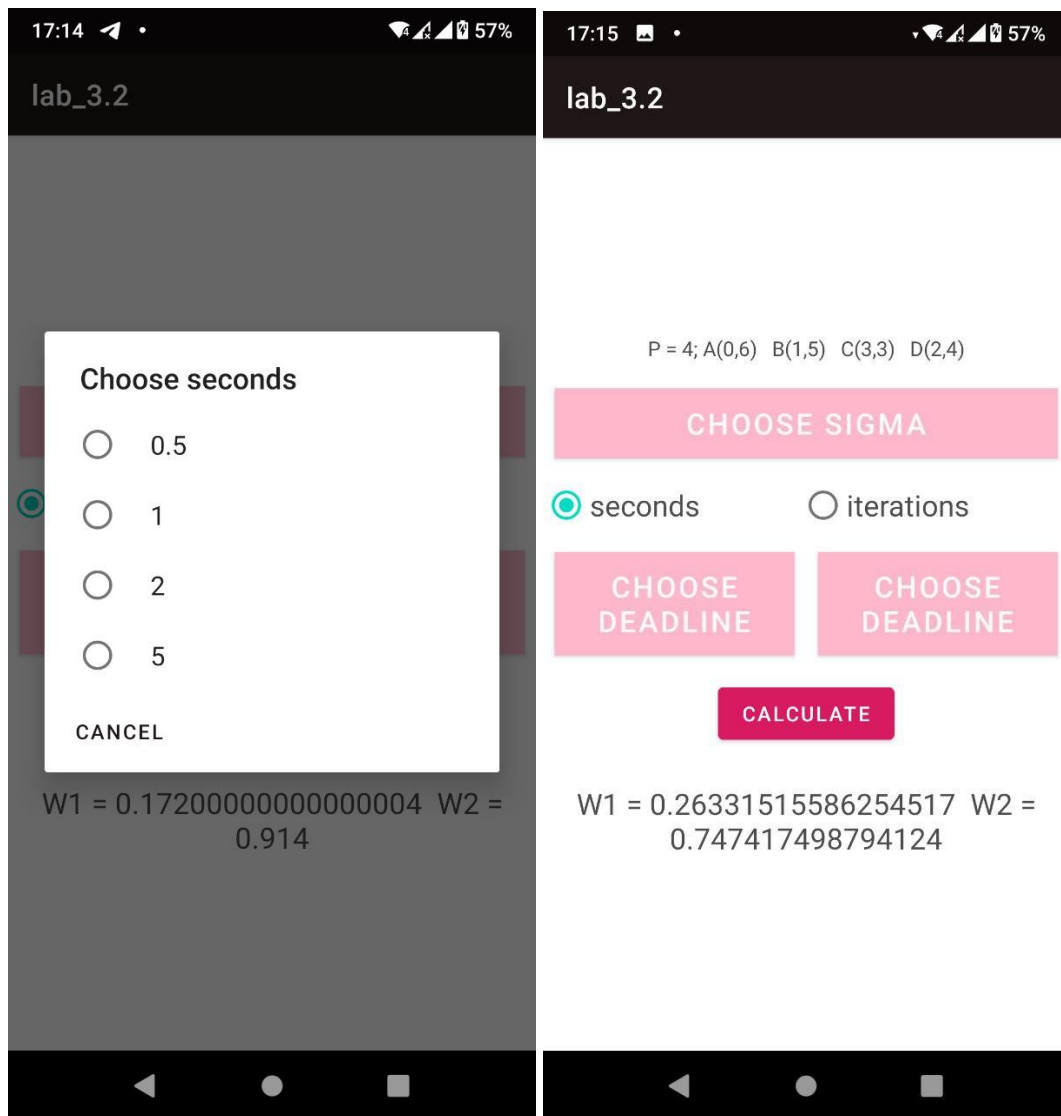 17:14
57%
lab_3.2
Choose seconds
0.5
1
2
5
CANCEL
W1 = 0.17200000000000004 W2 =
0.914
17:15
57%
lab_3.2
P = 4; A(0,6) B(1,5) C(3,3) D(2,4)
CHOOSE SIGMA
seconds
iterations
CHOOSE
DEADLINE
CHOOSE
DEADLINE
CALCULATE
W1 = 0.26331515586254517 W2 =
0.747417498794124